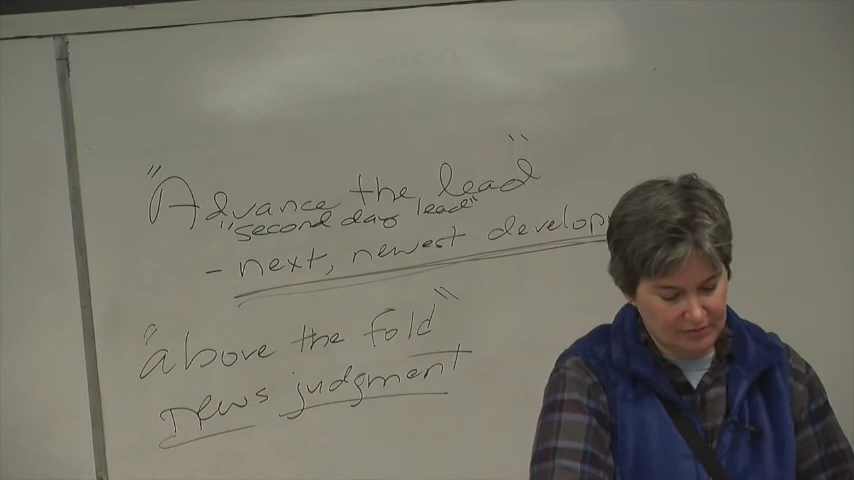 "Advance the lead"
"second day lead"
- next, newest develop
"above the fold"
news judgment